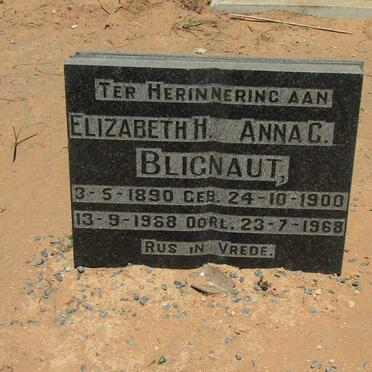 TER HERINNERING AAN
ELIZABETH H. ANNA C.
BLIGNAUT,
3-5-1890 GEB. 24-10-1900
13-9-1968 OORL. 23-7-1968
RUS IN VREDE.